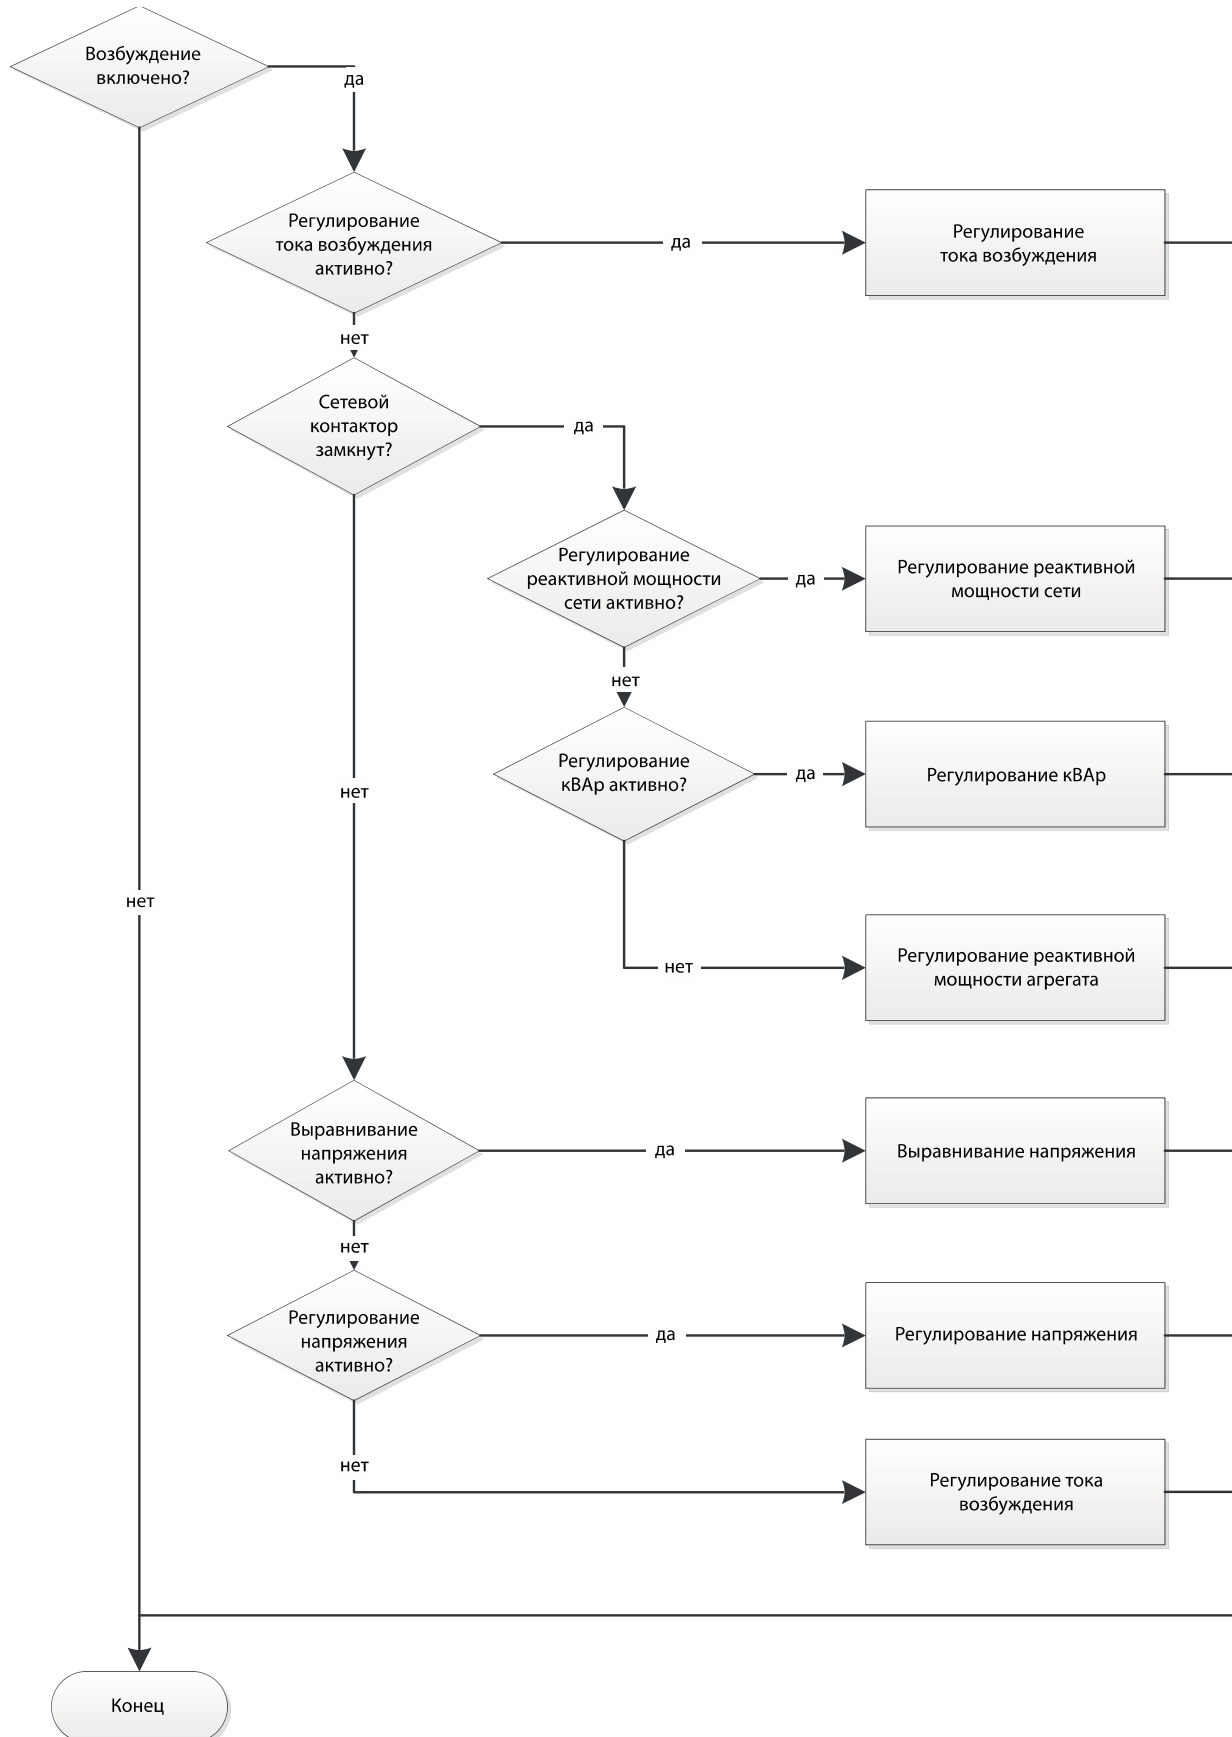 Возбуждение
включено?
да
Регулирование
тока возбуждения
активно?
да
Регулирование
тока возбуждения
нет
Сетевой
контактор
замкнут?
да
Регулирование
реактивной мощности
сети активно?
да
Регулирование реактивной
мощности сети
нет
Регулирование
кВАр активно?
да
Регулирование кВАр
нет
нет
нет
Регулирование реактивной
мощности агрегата
Выравнивание
напряжения
активно?
да
Выравнивание напряжения
нет
Регулирование
напряжения
активно?
да
Регулирование напряжения
нет
Регулирование тока
возбуждения
Конец